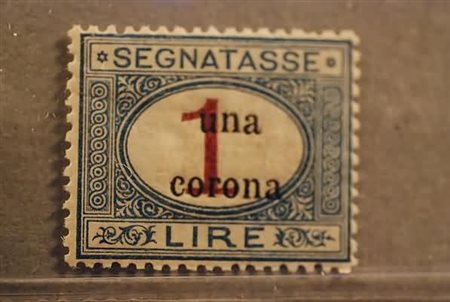 SEGNATASSE
1
una
corona
LIRE